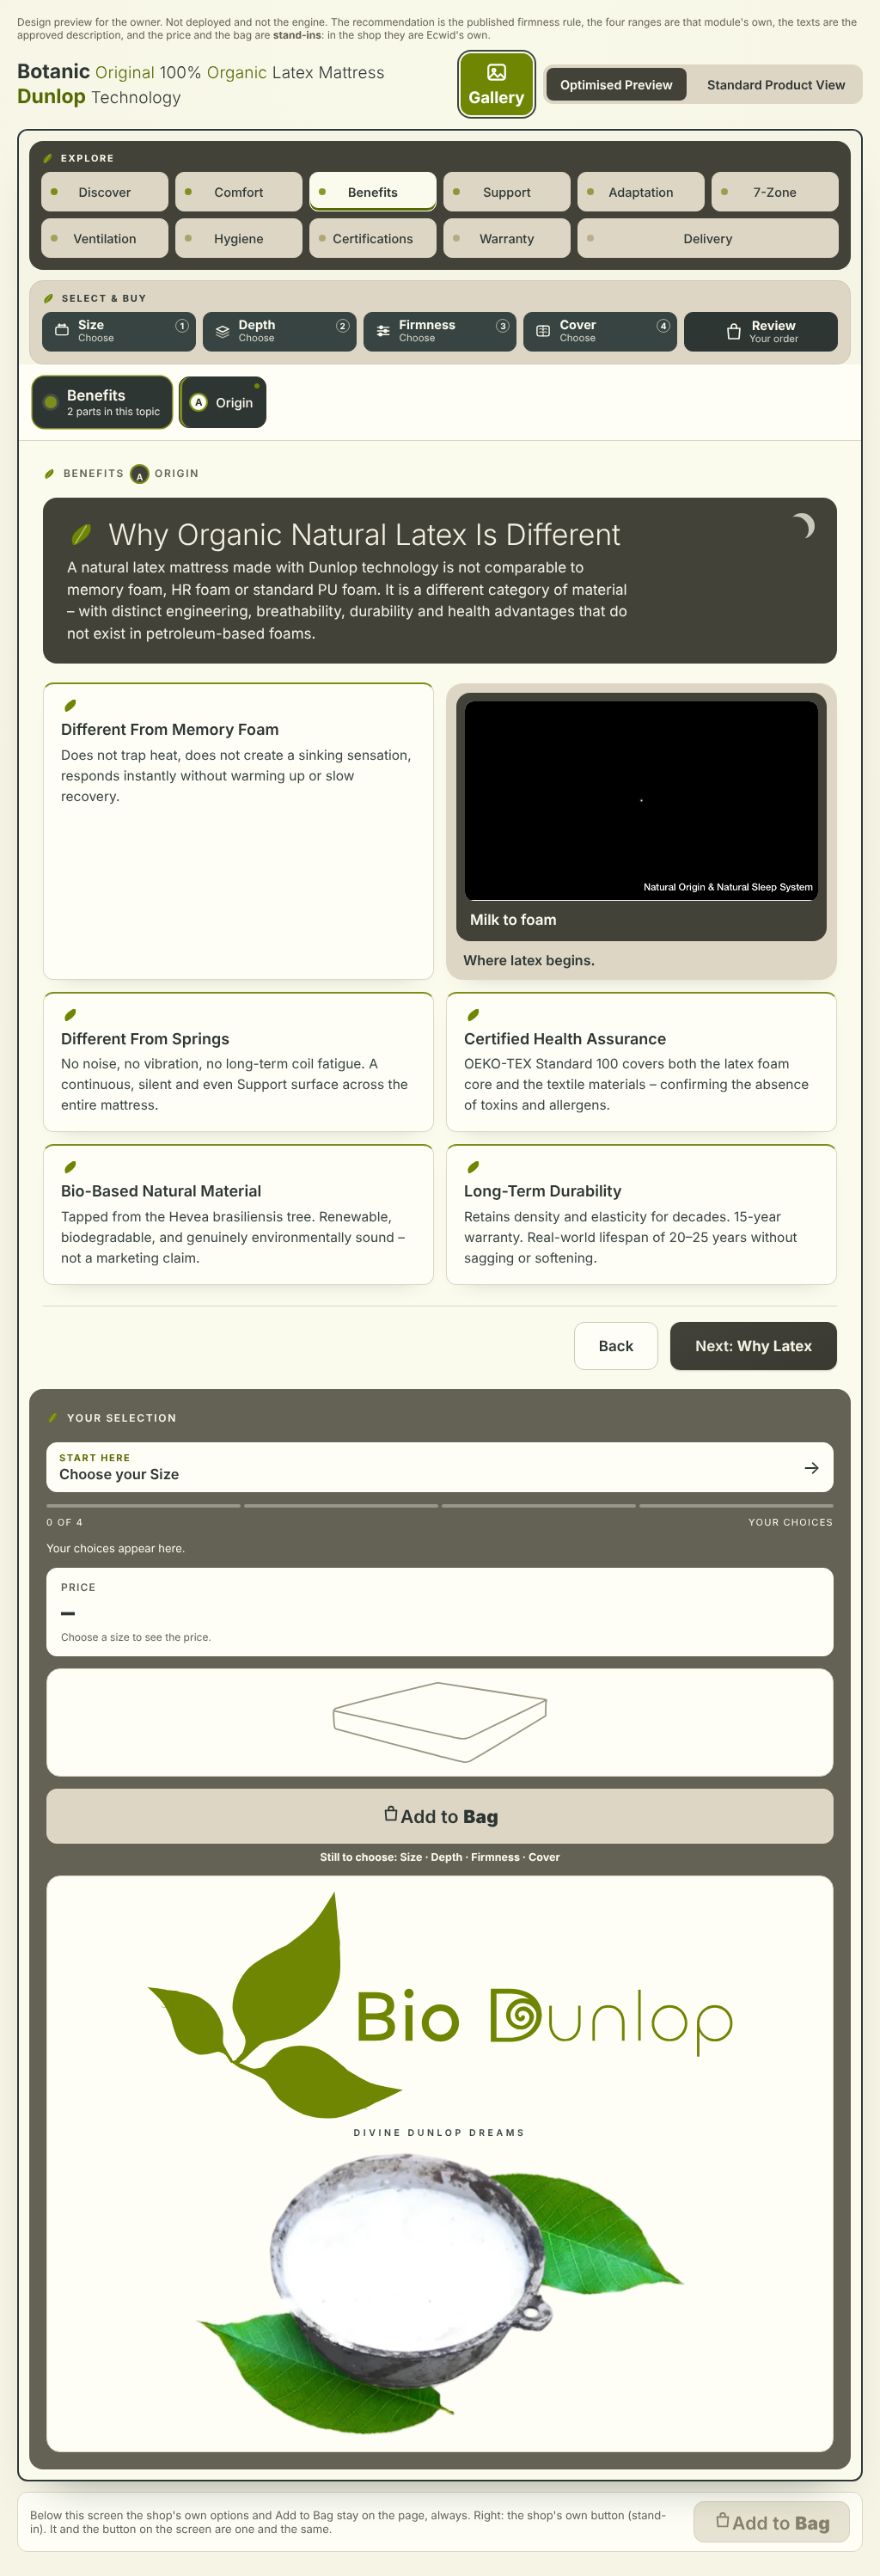 Design preview for the owner. Not deployed and not the engine. The recommendation is the published firmness rule, the four ranges are that module's own, the texts are the
approved description, and the price and the bag are stand-ins: in the shop they are Ecwid's own.
Botanic Original 100% Organic Latex Mattress
Dunlop Technology
Gallery
Optimised Preview
Standard Product View
EXPLORE
Discover
Comfort
Benefits
Support
Adaptation
7-Zone
Ventilation
Hygiene
Certifications
Warranty
Delivery
SELECT & BUY
Size
Choose
1
Depth
Choose
2
Firmness
Choose
3
Cover
Choose
4
Review
Your order
Benefits
2 parts in this topic
A
Origin
BENEFITS A ORIGIN
Why Organic Natural Latex Is Different
A natural latex mattress made with Dunlop technology is not comparable to
memory foam, HR foam or standard PU foam. It is a different category of material
– with distinct engineering, breathability, durability and health advantages that do
not exist in petroleum-based foams.
Different From Memory Foam
Does not trap heat, does not create a sinking sensation,
responds instantly without warming up or slow
recovery.
Natural Origin & Natural Sleep System
Milk to foam
Where latex begins.
Different From Springs
No noise, no vibration, no long-term coil fatigue. A
continuous, silent and even Support surface across the
entire mattress.
Certified Health Assurance
OEKO-TEX Standard 100 covers both the latex foam
core and the textile materials – confirming the absence
of toxins and allergens.
Bio-Based Natural Material
Tapped from the Hevea brasiliensis tree. Renewable,
biodegradable, and genuinely environmentally sound –
not a marketing claim.
Long-Term Durability
Retains density and elasticity for decades. 15-year
warranty. Real-world lifespan of 20–25 years without
sagging or softening.
Back
Next: Why Latex
YOUR SELECTION
START HERE
Choose your Size
0 OF 4
YOUR CHOICES
Your choices appear here.
PRICE
–
Choose a size to see the price.
Add to Bag
Still to choose: Size · Depth · Firmness · Cover
Bio Dunlop
DIVINE DUNLOP DREAMS
Below this screen the shop's own options and Add to Bag stay on the page, always. Right: the shop's own button (stand-
in). It and the button on the screen are one and the same.
Add to Bag